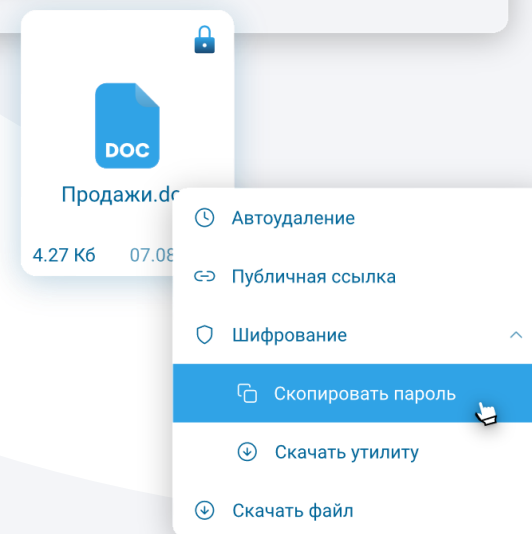 DOC
Продажи.do
4.27 Кб 07.08
Автоудаление
Публичная ссылка
Шифрование
Скопировать пароль
Скачать утилиту
Скачать файл